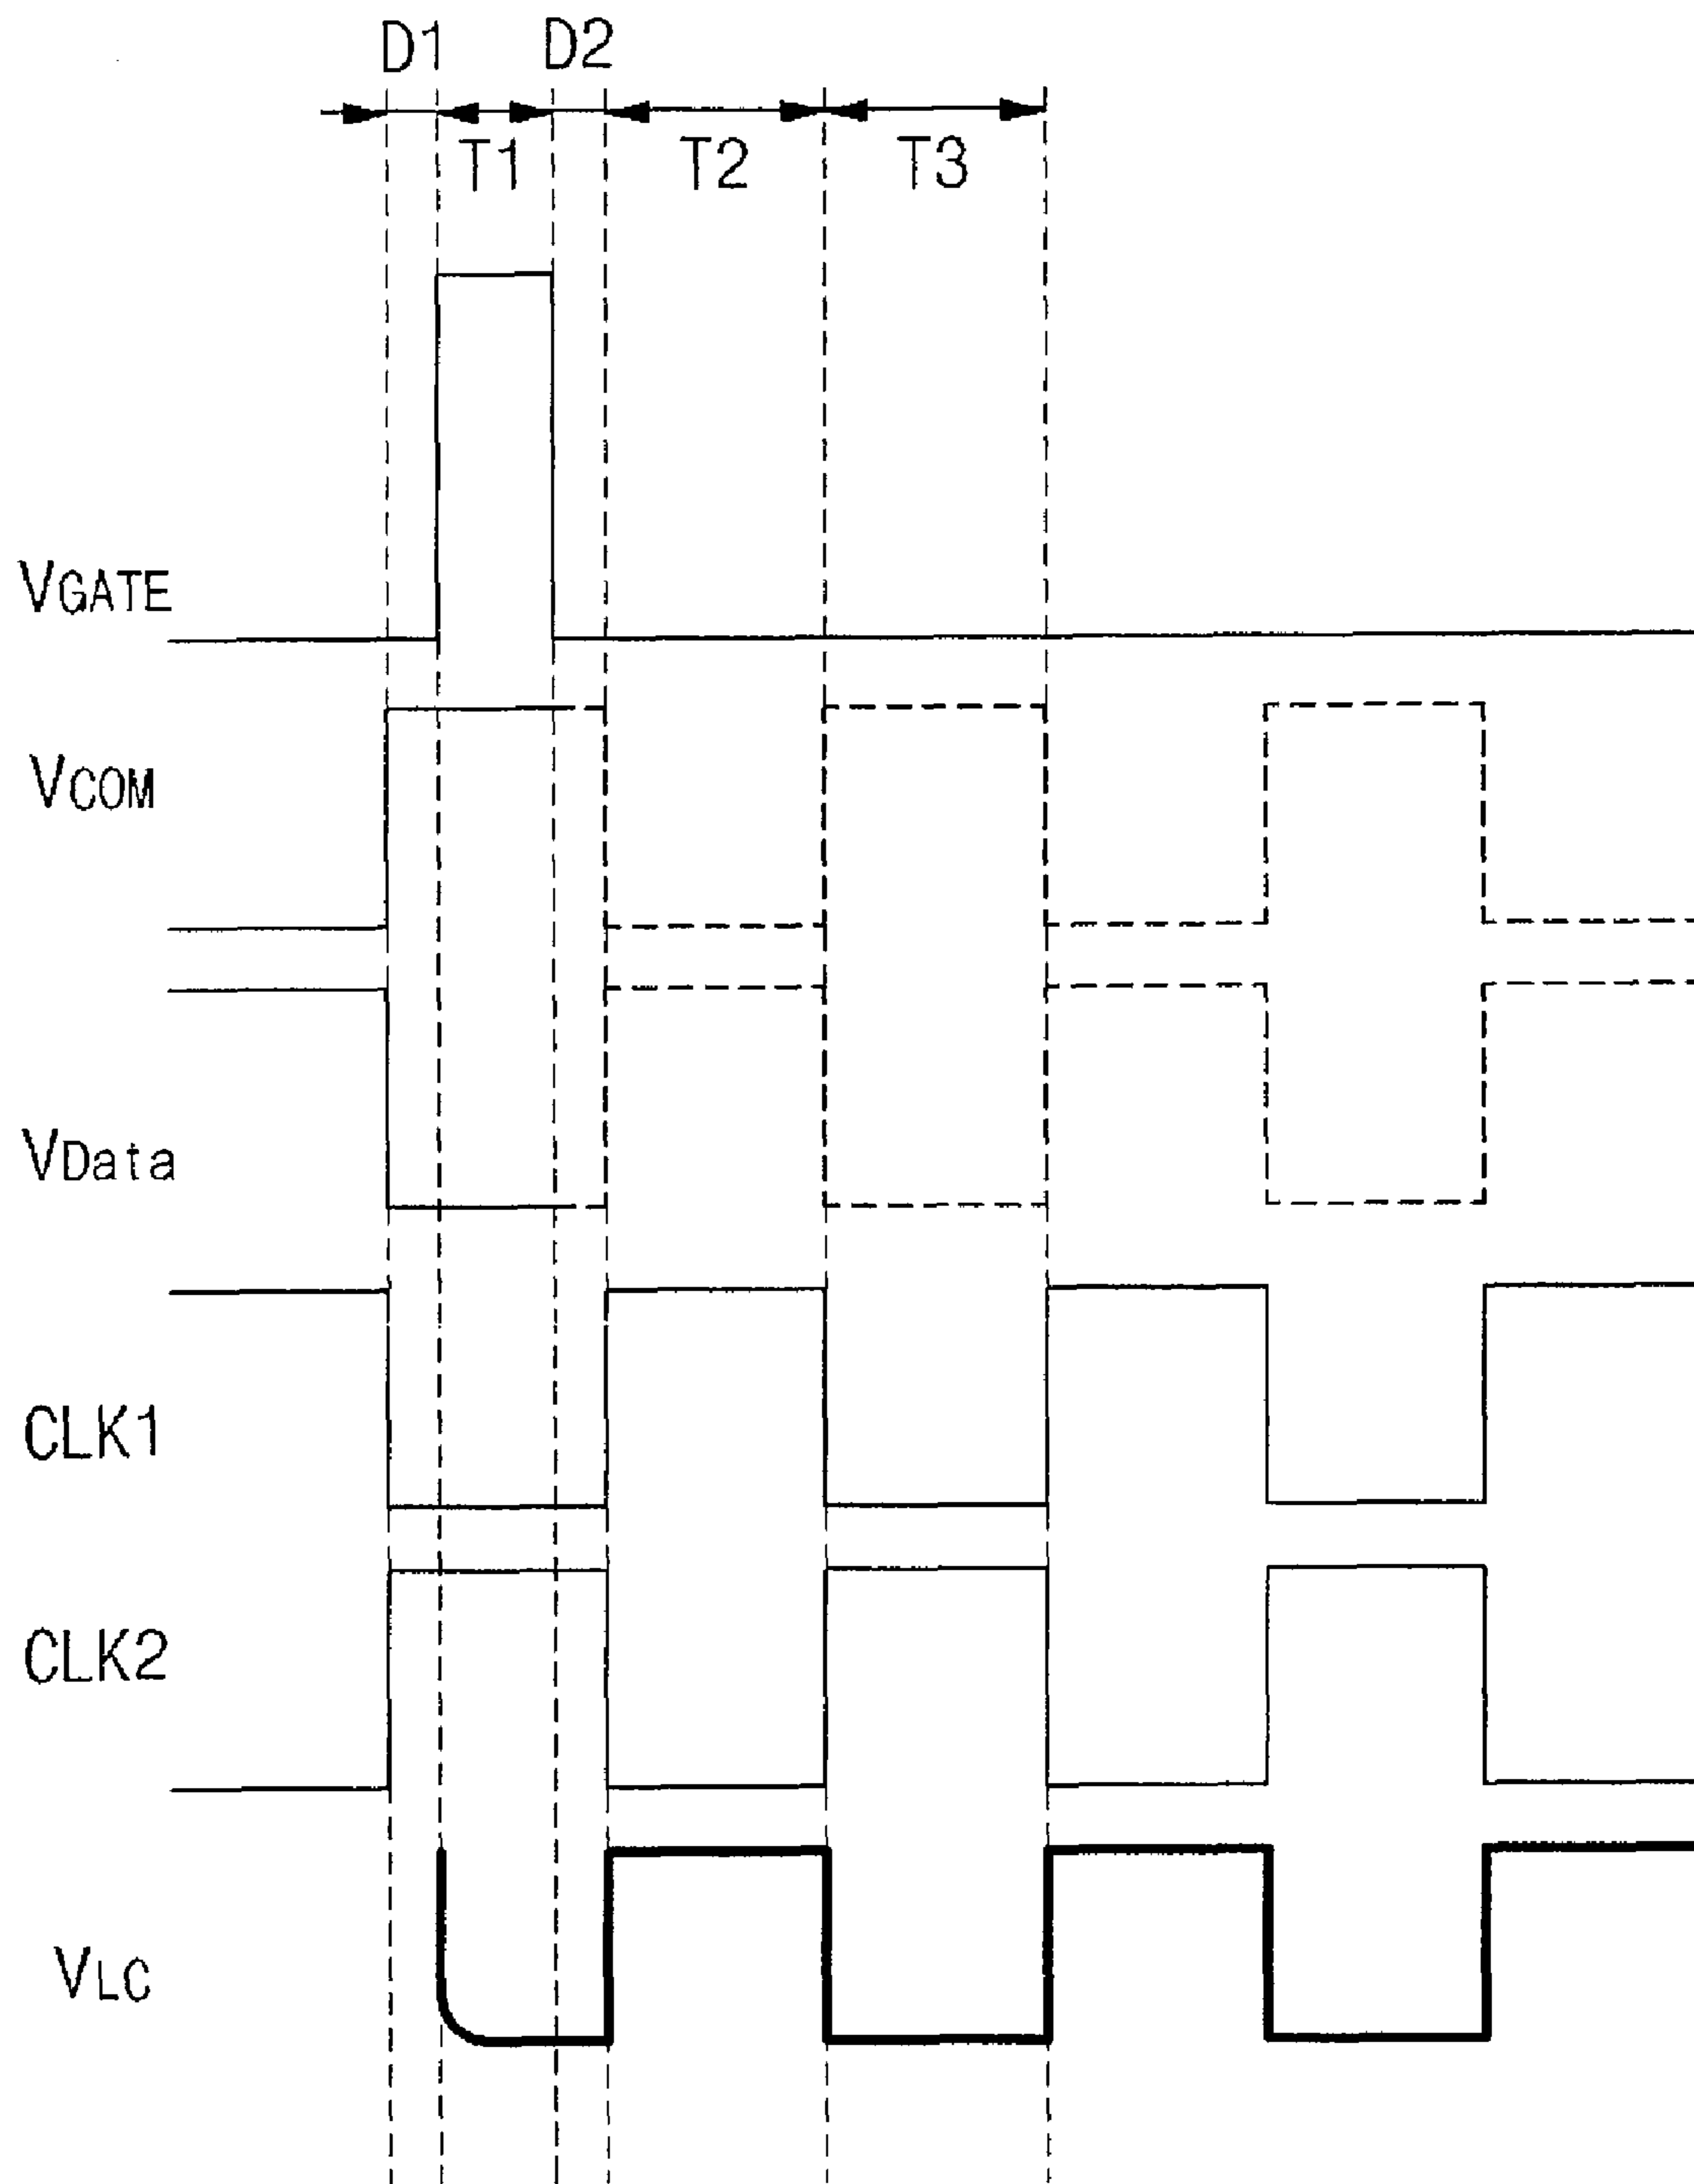 D1 D2
T1 T2 T3
VGATE
VCOM
VData
CLK1
CLK2
VLC